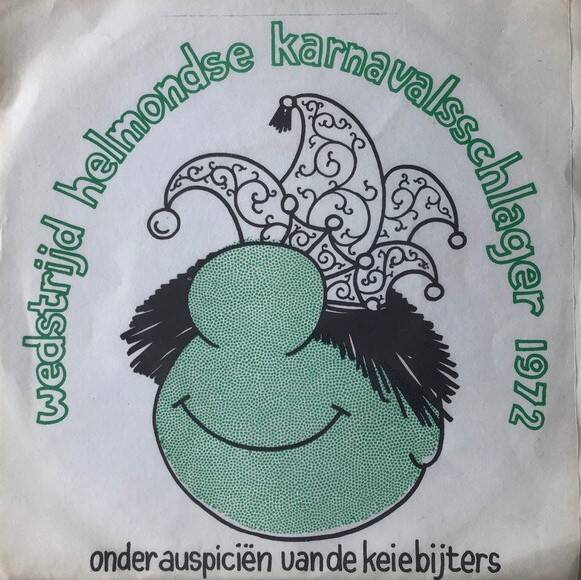 wedstrijd helmondse karnavalsschlager 1972
onder auspiciën van de keiebijters